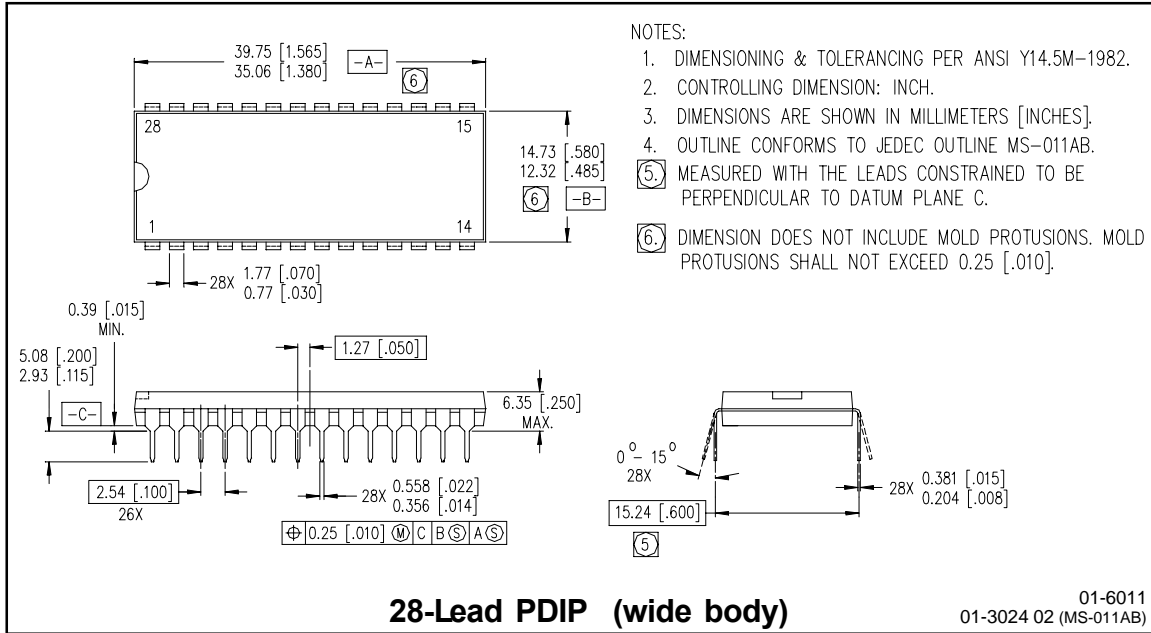 39.75 [1.565]
35.06 [1.380]
-A-
6
28
15
1
14
14.73 [.580]
12.32 [.485]
6
-B-
28X 1.77 [.070]
0.77 [.030]
NOTES:
1. DIMENSIONING & TOLERANCING PER ANSI Y14.5M-1982.
2. CONTROLLING DIMENSION: INCH.
3. DIMENSIONS ARE SHOWN IN MILLIMETERS [INCHES].
4. OUTLINE CONFORMS TO JEDEC OUTLINE MS-011AB.
5. MEASURED WITH THE LEADS CONSTRAINED TO BE
PERPENDICULAR TO DATUM PLANE C.
6. DIMENSION DOES NOT INCLUDE MOLD PROTUSIONS. MOLD
PROTUSIONS SHALL NOT EXCEED 0.25 [.010].
0.39 [.015]
MIN.
5.08 [.200]
2.93 [.115]
-C-
1.27 [.050]
6.35 [.250]
MAX.
2.54 [.100]
26X
28X 0.558 [.022]
0.356 [.014]
⌖ 0.25 [.010] Ⓜ C B Ⓢ A Ⓢ
0° - 15°
28X
15.24 [.600]
5
28X 0.381 [.015]
0.204 [.008]
28-Lead PDIP (wide body)
01-6011
01-3024 02 (MS-011AB)